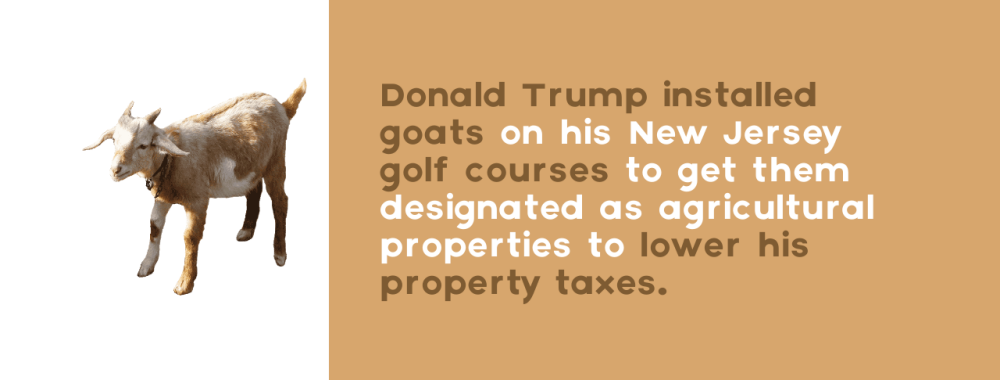 Donald Trump installed
goats on his New Jersey
golf courses to get them
designated as agricultural
properties to lower his
property taxes.